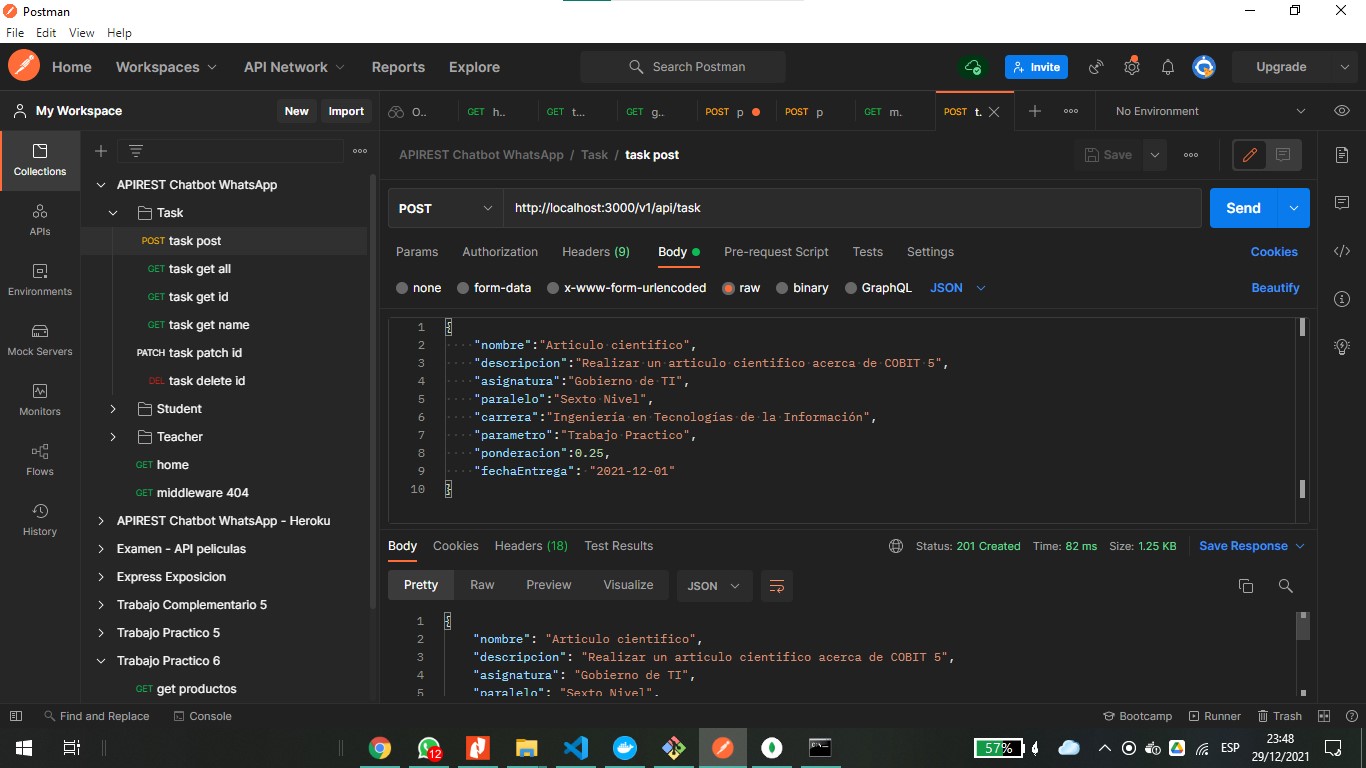 Postman
File Edit View Help
Home Workspaces API Network Reports Explore Search Postman Invite Upgrade
My Workspace New Import O.. GET h.. GET t... GET g.. POST p POST p GET m. POST t. No Environment
APIREST Chatbot WhatsApp / Task / task post Save
Collections
APIs
Environments
Mock Servers
Monitors
Flows
History
APIREST Chatbot WhatsApp
Task
POST task post
GET task get all
GET task get id
GET task get name
PATCH task patch id
DEL task delete id
Student
Teacher
GET home
GET middleware 404
APIREST Chatbot WhatsApp - Heroku
Examen - API peliculas
Express Exposicion
Trabajo Complementario 5
Trabajo Practico 5
Trabajo Practico 6
GET get productos
POST http://localhost:3000/v1/api/task Send
Params Authorization Headers (9) Body Pre-request Script Tests Settings Cookies
none form-data x-www-form-urlencoded raw binary GraphQL JSON Beautify
1 {
2 "nombre":"Articulo cientifico",
3 "descripcion":"Realizar un articulo cientifico acerca de COBIT 5",
4 "asignatura":"Gobierno de TI",
5 "paralelo":"Sexto Nivel",
6 "carrera":"Ingeniería en Tecnologías de la Información",
7 "parametro":"Trabajo Practico",
8 "ponderacion":0.25,
9 "fechaEntrega": "2021-12-01"
10 }
Body Cookies Headers (18) Test Results Status: 201 Created Time: 82 ms Size: 1.25 KB Save Response
Pretty Raw Preview Visualize JSON
1 {
2 "nombre": "Articulo cientifico",
3 "descripcion": "Realizar un articulo cientifico acerca de COBIT 5",
4 "asignatura": "Gobierno de TI",
5 "paralelo": "Sexto Nivel",
Find and Replace Console Bootcamp Runner Trash
12 57% ESP 23:48
29/12/2021